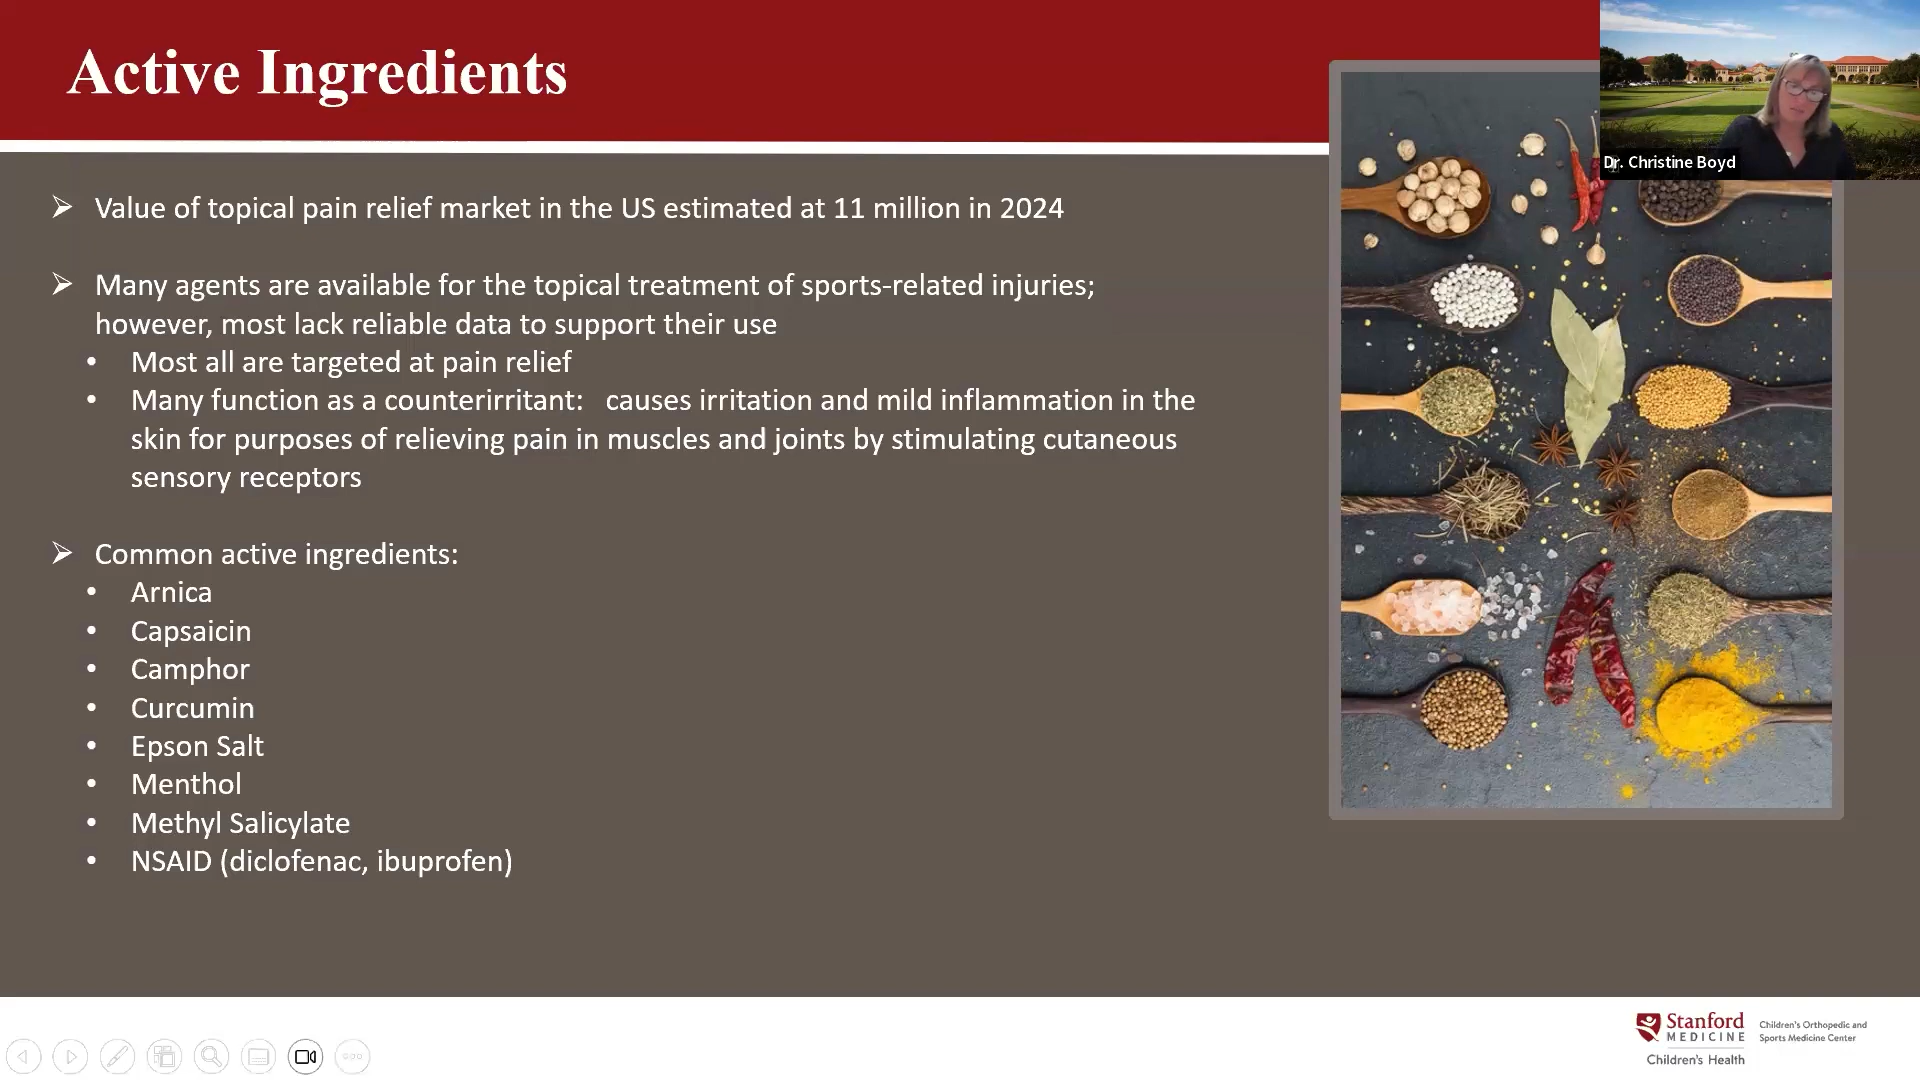 Active Ingredients
Dr. Christine Boyd
➢ Value of topical pain relief market in the US estimated at 11 million in 2024
➢ Many agents are available for the topical treatment of sports-related injuries;
however, most lack reliable data to support their use
• Most all are targeted at pain relief
• Many function as a counterirritant:   causes irritation and mild inflammation in the
skin for purposes of relieving pain in muscles and joints by stimulating cutaneous
sensory receptors
➢ Common active ingredients:
• Arnica
• Capsaicin
• Camphor
• Curcumin
• Epson Salt
• Menthol
• Methyl Salicylate
• NSAID (diclofenac, ibuprofen)
Stanford
MEDICINE
Children's Health
Children's Orthopedic and
Sports Medicine Center